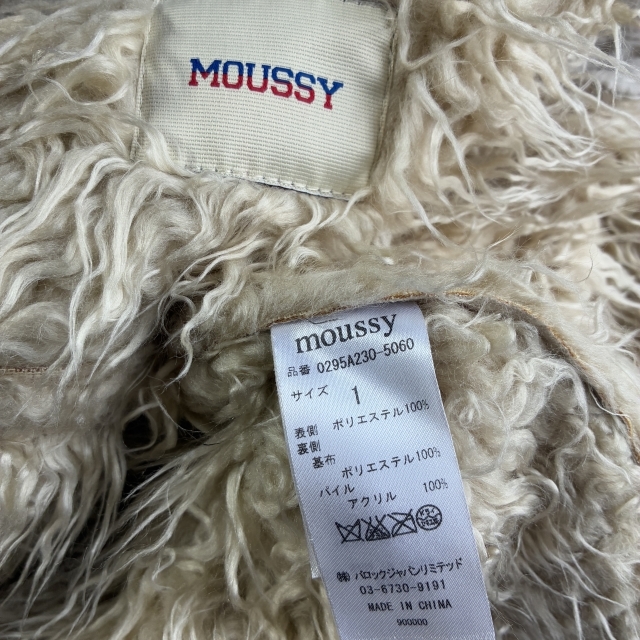 MOUSSY
moussy
品番 0295A230-5060
サイズ 1
表側 ポリエステル100%
裏側
基布 ポリエステル100%
パイル アクリル 100%
㈱バロックジャパンリミテッド
03-6730-9191
MADE IN CHINA
900000